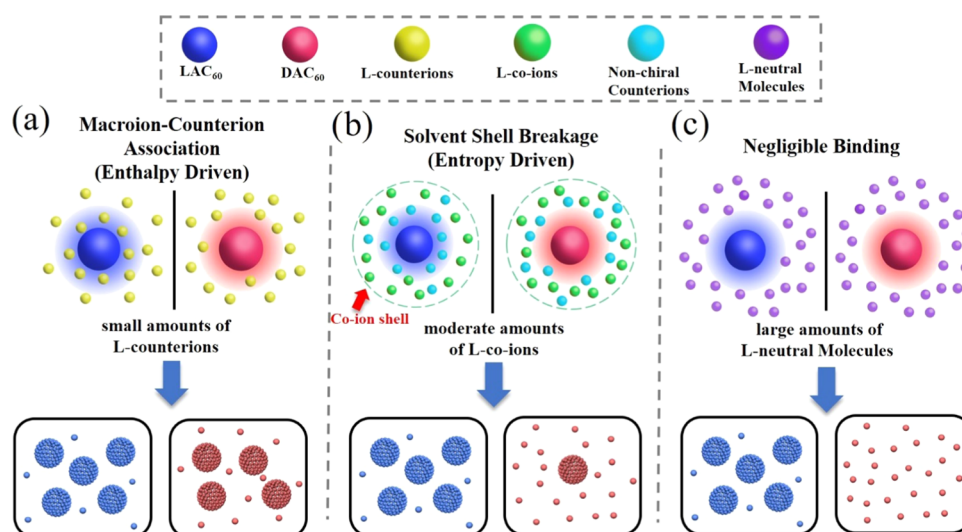 LAC60
DAC60
L-counterions
L-co-ions
Non-chiral
Counterions
L-neutral
Molecules
(a)
Macroion-Counterion
Association
(Enthalpy Driven)
small amounts of
L-counterions
(b)
Solvent Shell Breakage
(Entropy Driven)
Co-ion shell
moderate amounts
of L-co-ions
(c)
Negligible Binding
large amounts of
L-neutral Molecules